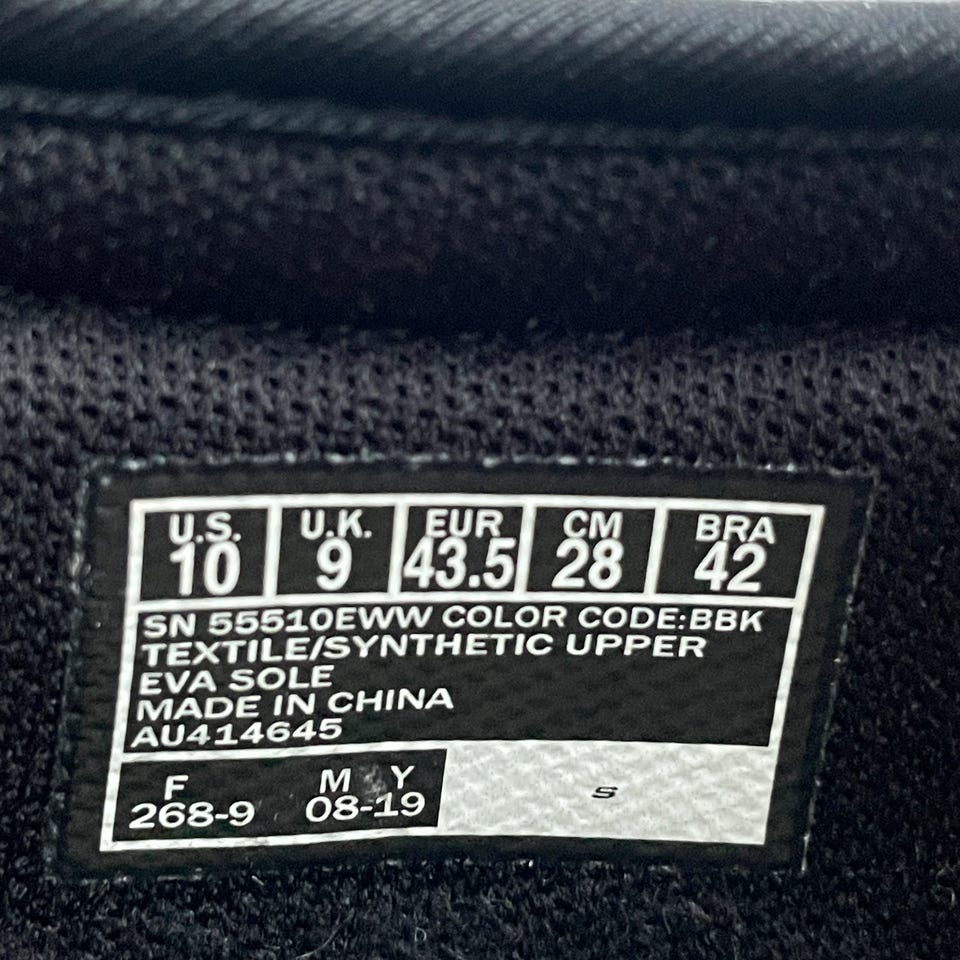 U.S. U.K. EUR CM BRA
10 9 43.5 28 42
SN 55510EWW COLOR CODE:BBK
TEXTILE/SYNTHETIC UPPER
EVA SOLE
MADE IN CHINA
AU414645
F M Y
268-9 08-19
S